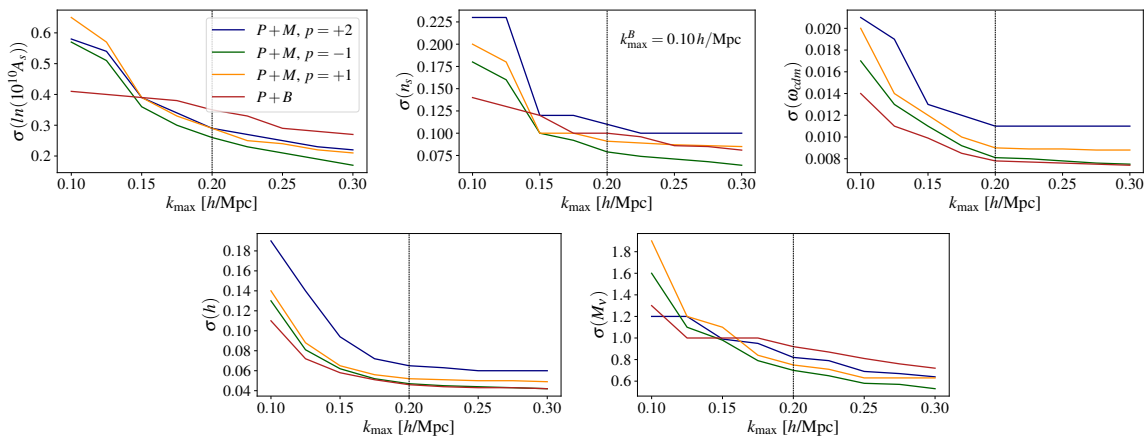 σ(ln(10¹⁰Aₛ))
0.6
0.5
0.4
0.3
0.2
0.10 0.15 0.20 0.25 0.30
k_max [h/Mpc]
P + M, p = +2
P + M, p = −1
P + M, p = +1
P + B
σ(nₛ)
0.225
0.200
0.175
0.150
0.125
0.100
0.075
0.10 0.15 0.20 0.25 0.30
k_max [h/Mpc]
k^B_max = 0.10 h/Mpc
σ(ω_cdm)
0.020
0.018
0.016
0.014
0.012
0.010
0.008
0.10 0.15 0.20 0.25 0.30
k_max [h/Mpc]
σ(h)
0.18
0.16
0.14
0.12
0.10
0.08
0.06
0.04
0.10 0.15 0.20 0.25 0.30
k_max [h/Mpc]
σ(M_ν)
1.8
1.6
1.4
1.2
1.0
0.8
0.6
0.10 0.15 0.20 0.25 0.30
k_max [h/Mpc]